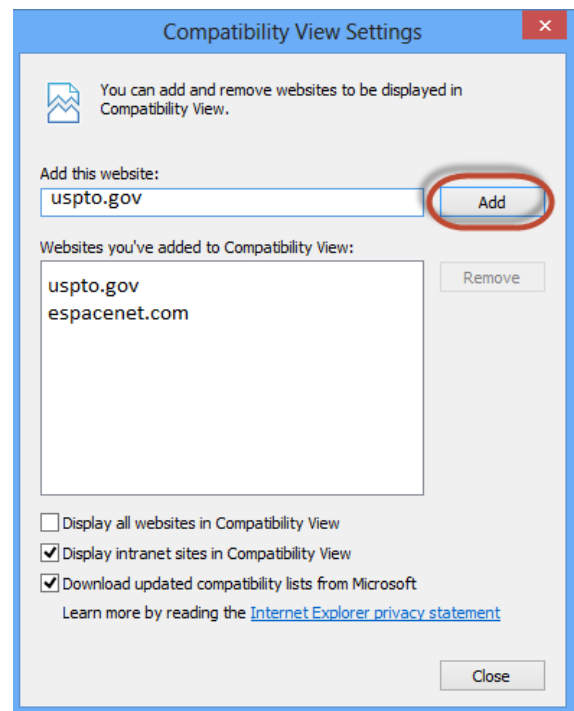 Compatibility View Settings
You can add and remove websites to be displayed in
Compatibility View.
Add this website:
uspto.gov
Add
Websites you've added to Compatibility View:
uspto.gov
espacenet.com
Remove
Display all websites in Compatibility View
Display intranet sites in Compatibility View
Download updated compatibility lists from Microsoft
Learn more by reading the Internet Explorer privacy statement
Close